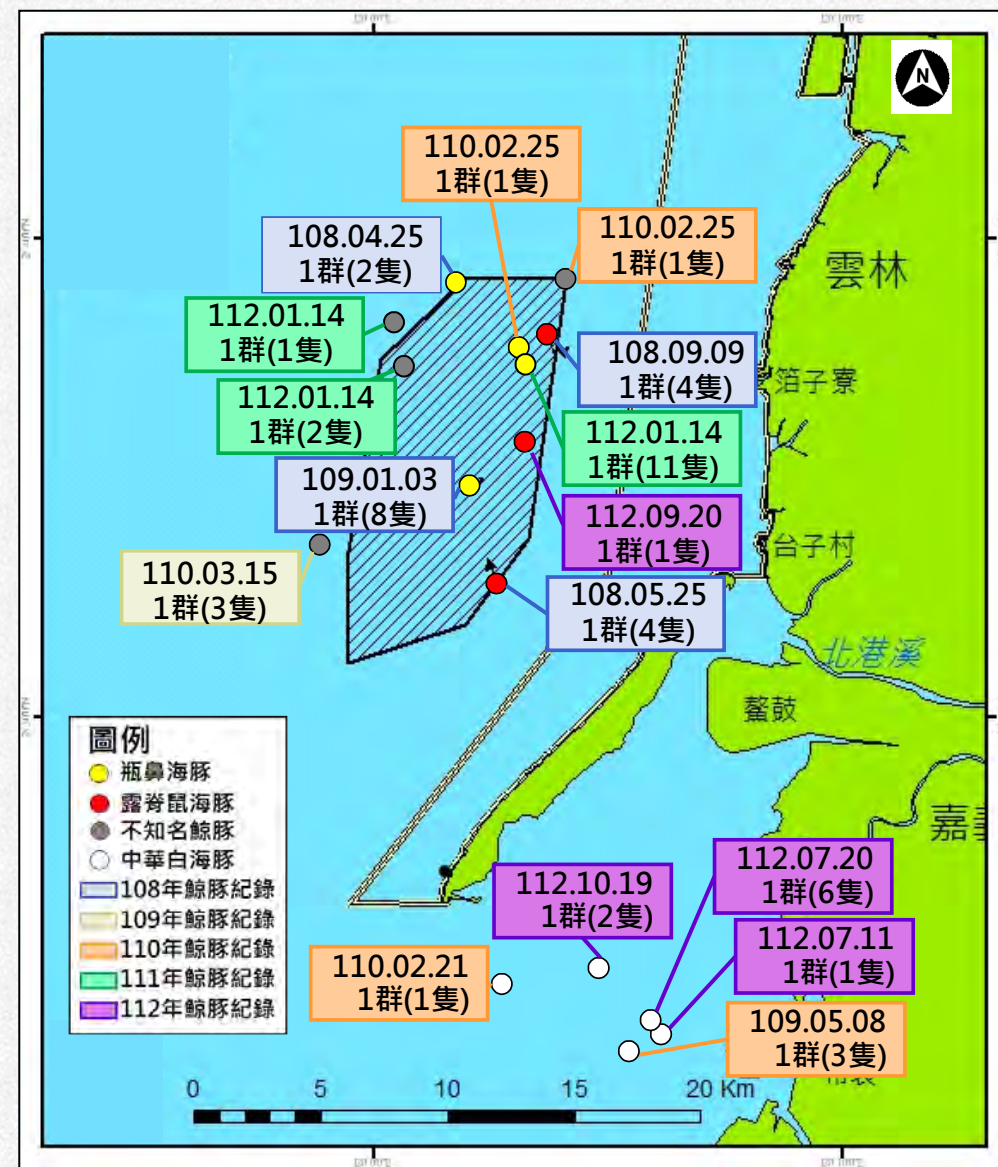 N
110.02.25
1群(1隻)
110.02.25
1群(1隻)
108.04.25
1群(2隻)
雲林
112.01.14
1群(1隻)
108.09.09
1群(4隻)
箔子寮
112.01.14
1群(2隻)
112.01.14
1群(11隻)
109.01.03
1群(8隻)
112.09.20
1群(1隻)
台子村
110.03.15
1群(3隻)
108.05.25
1群(4隻)
北港溪
鰲鼓
圖例
瓶鼻海豚
露脊鼠海豚
不知名鯨豚
中華白海豚
108年鯨豚紀錄
109年鯨豚紀錄
110年鯨豚紀錄
111年鯨豚紀錄
112年鯨豚紀錄
嘉義
112.07.20
1群(6隻)
112.10.19
1群(2隻)
112.07.11
1群(1隻)
110.02.21
1群(1隻)
109.05.08
1群(3隻)
0 5 10 15 20 Km